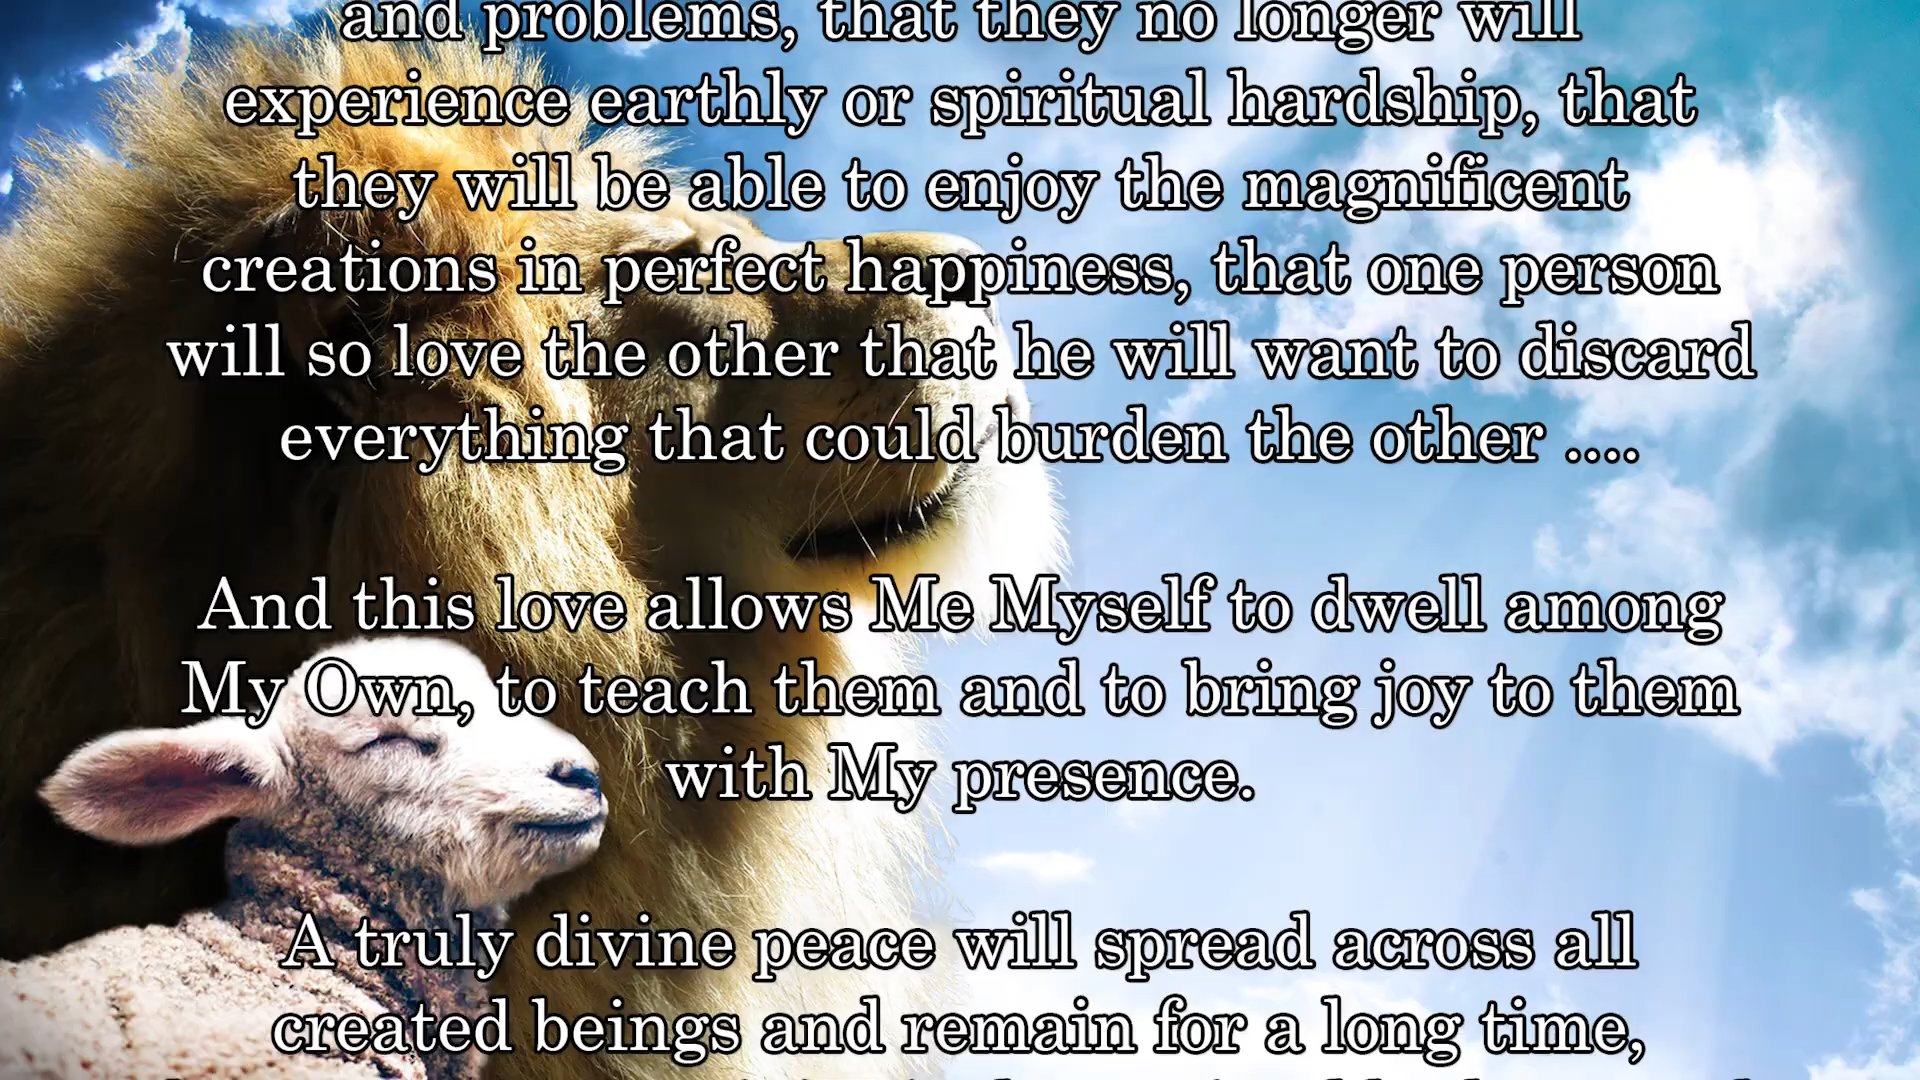 and problems, that they no longer will
experience earthly or spiritual hardship, that
they will be able to enjoy the magnificent
creations in perfect happiness, that one person
will so love the other that he will want to discard
everything that could burden the other ....
And this love allows Me Myself to dwell among
My Own, to teach them and to bring joy to them
with My presence.
A truly divine peace will spread across all
created beings and remain for a long time,